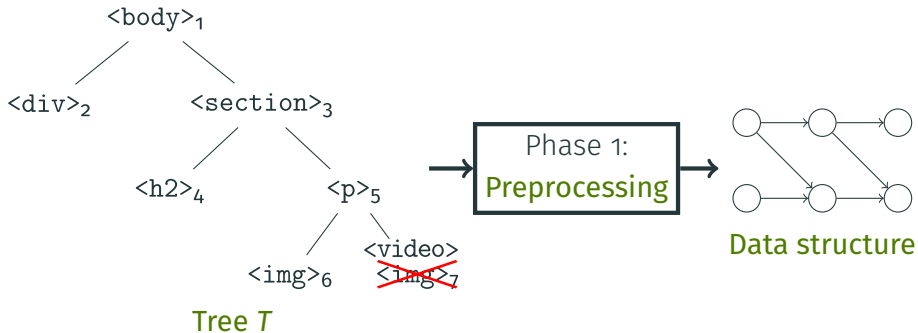 <body>₁
<div>₂ <section>₃
<h2>₄ <p>₅
<video>
<img>₆ <img>₇
Tree T
Phase 1:
Preprocessing
Data structure